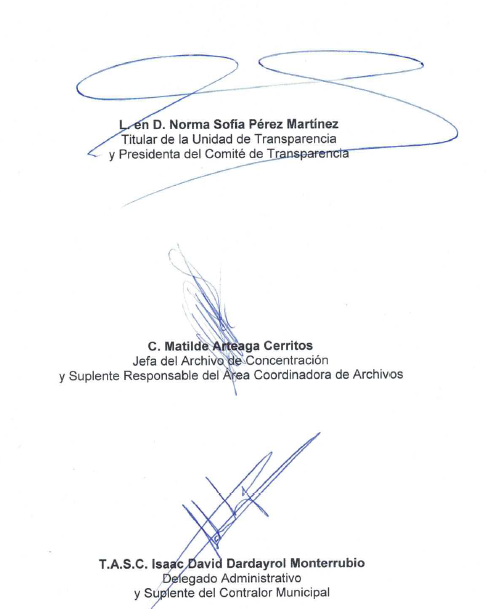 L. en D. Norma Sofía Pérez Martínez
Titular de la Unidad de Transparencia
y Presidenta del Comité de Transparencia
C. Matilde Arteaga Cerritos
Jefa del Archivo de Concentración
y Suplente Responsable del Área Coordinadora de Archivos
T.A.S.C. Isaac David Dardayrol Monterrubio
Delegado Administrativo
y Suplente del Contralor Municipal